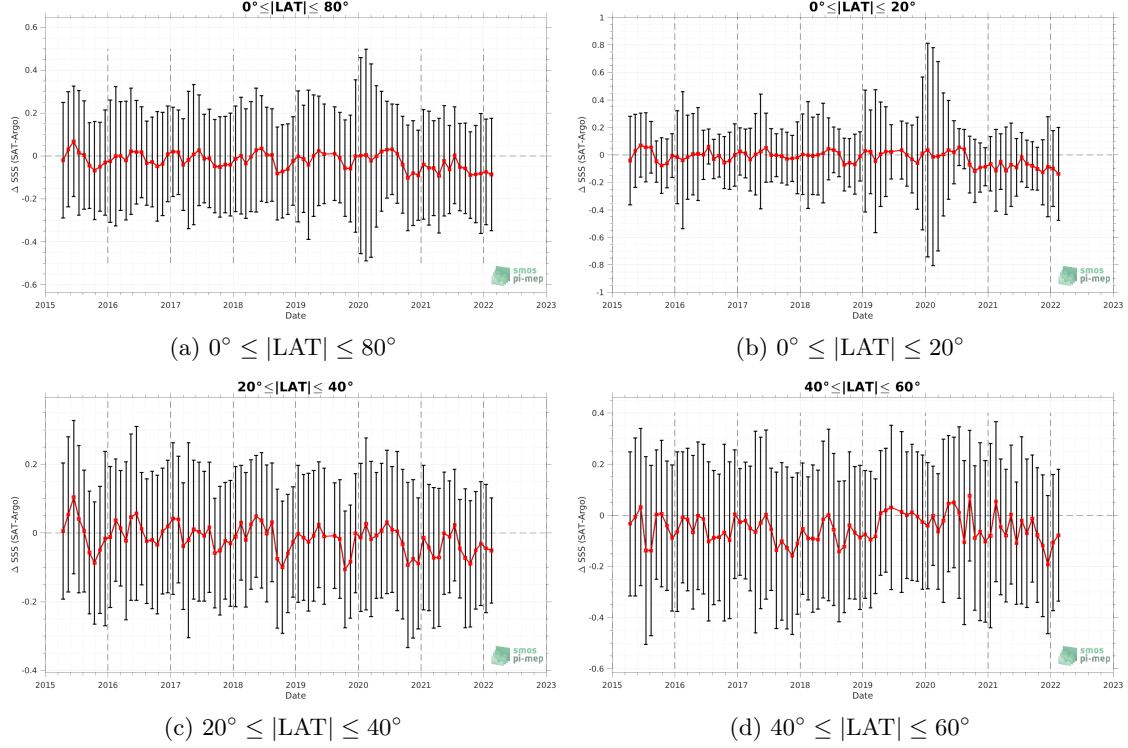 0°≤|LAT|≤ 80°
Δ SSS (SAT-Argo)
0.6
0.4
0.2
0
-0.2
-0.4
-0.6
2015 2016 2017 2018 2019 2020 2021 2022 2023
Date
smos
pi-mep
(a) 0° ≤ |LAT| ≤ 80°
0°≤|LAT|≤ 20°
Δ SSS (SAT-Argo)
1
0.8
0.6
0.4
0.2
0
-0.2
-0.4
-0.6
-0.8
-1
2015 2016 2017 2018 2019 2020 2021 2022 2023
Date
smos
pi-mep
(b) 0° ≤ |LAT| ≤ 20°
20°≤|LAT|≤ 40°
Δ SSS (SAT-Argo)
0.2
0
-0.2
-0.4
2015 2016 2017 2018 2019 2020 2021 2022 2023
Date
smos
pi-mep
(c) 20° ≤ |LAT| ≤ 40°
40°≤|LAT|≤ 60°
Δ SSS (SAT-Argo)
0.4
0.2
0
-0.2
-0.4
-0.6
2015 2016 2017 2018 2019 2020 2021 2022 2023
Date
smos
pi-mep
(d) 40° ≤ |LAT| ≤ 60°